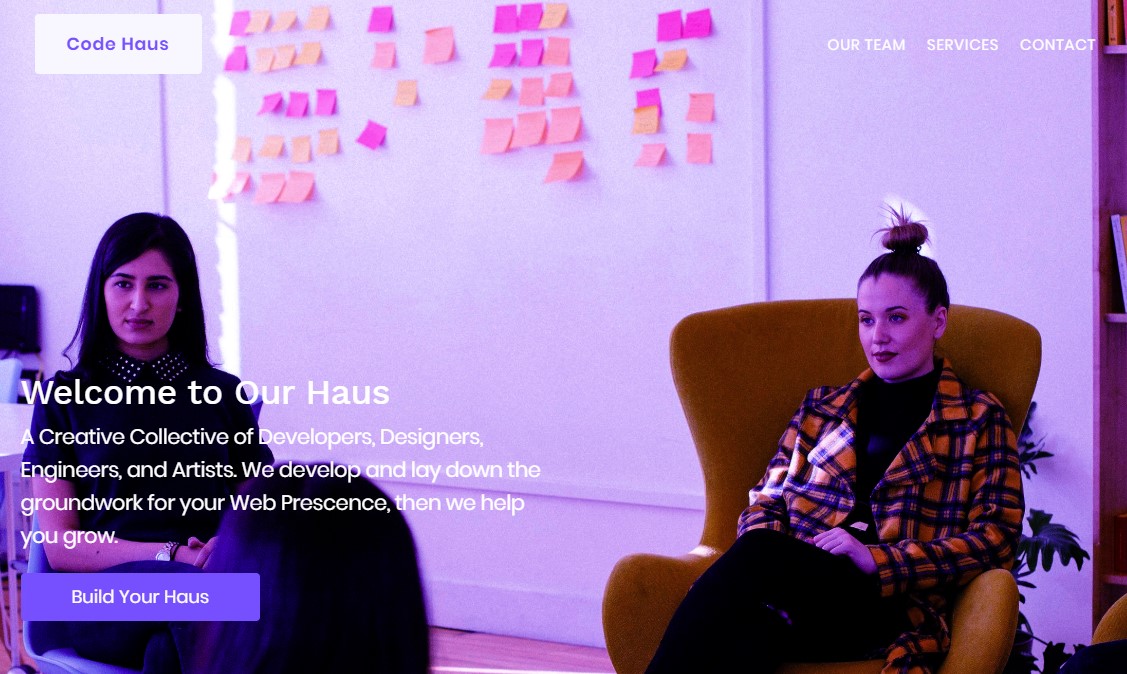 Code Haus
OUR TEAM SERVICES CONTACT
Welcome to Our Haus
A Creative Collective of Developers, Designers,
Engineers, and Artists. We develop and lay down the
groundwork for your Web Prescence, then we help
you grow.
Build Your Haus